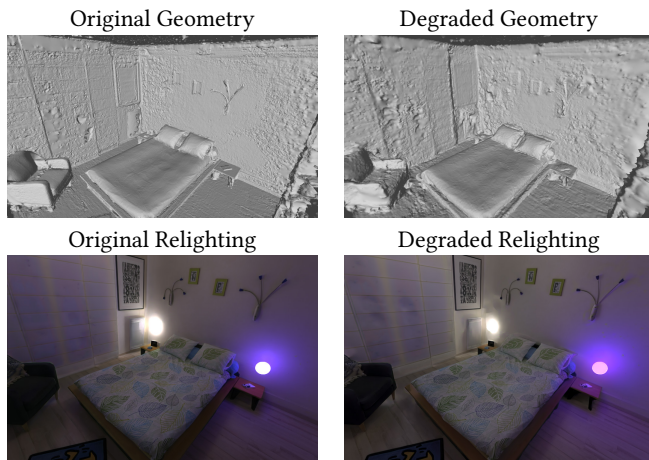 Original Geometry
Degraded Geometry
Original Relighting
Degraded Relighting